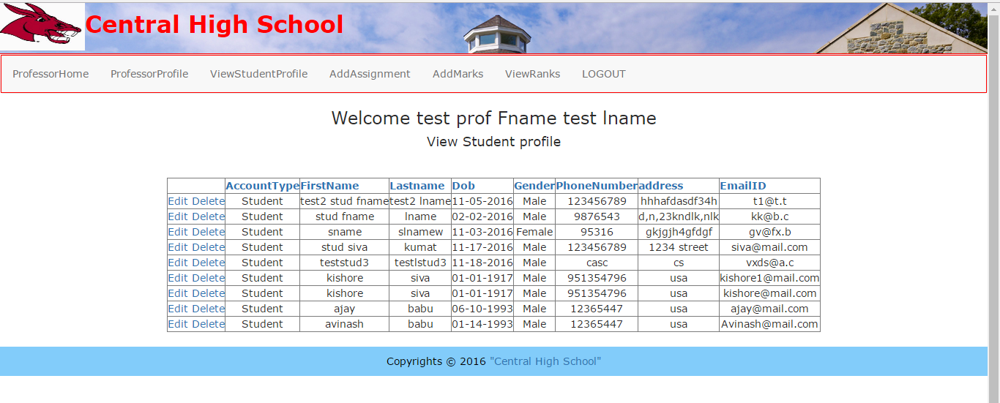 Central High School
ProfessorHome ProfessorProfile ViewStudentProfile AddAssignment AddMarks ViewRanks LOGOUT
Welcome test prof Fname test lname
View Student profile
AccountType FirstName Lastname Dob Gender PhoneNumber address EmailID
Edit Delete Student test2 stud fname test2 lname 11-05-2016 Male 123456789 hhhafdasdf34h t1@t.t
Edit Delete Student stud fname lname 02-02-2016 Male 9876543 d,n,23kndlk,nlk kk@b.c
Edit Delete Student sname slnamew 11-03-2016 Female 95316 gkjgjh4gfdgf gv@fx.b
Edit Delete Student stud siva kumat 11-17-2016 Male 123456789 1234 street siva@mail.com
Edit Delete Student teststud3 testlstud3 11-18-2016 Male casc cs vxds@a.c
Edit Delete Student kishore siva 01-01-1917 Male 951354796 usa kishore1@mail.com
Edit Delete Student kishore siva 01-01-1917 Male 951354796 usa kishore@mail.com
Edit Delete Student ajay babu 06-10-1993 Male 12365447 usa ajay@mail.com
Edit Delete Student avinash babu 01-14-1993 Male 12365447 usa Avinash@mail.com
Copyrights © 2016 "Central High School"